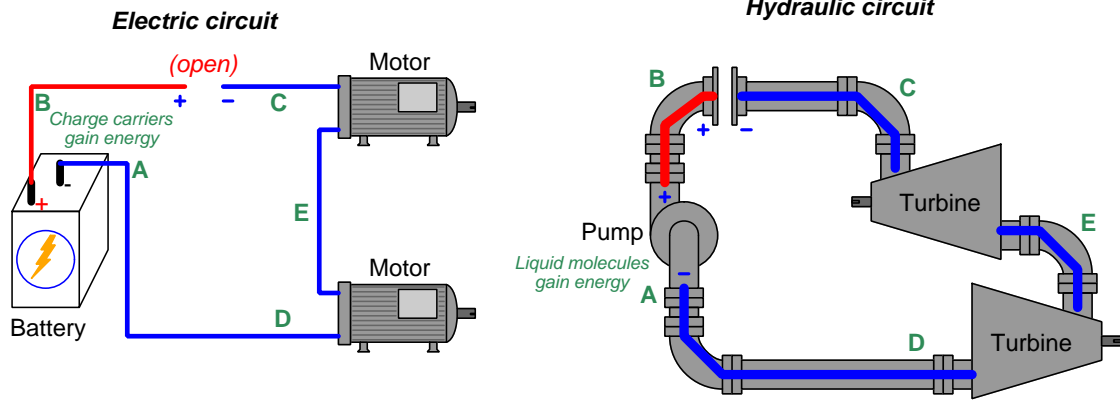 Electric circuit
(open)
Motor
B
+
-
C
Charge carriers
gain energy
A
-
+
E
Motor
D
Battery
Hydraulic circuit
B
C
+
-
+
Turbine
E
Pump
Liquid molecules
gain energy
-
A
D
Turbine